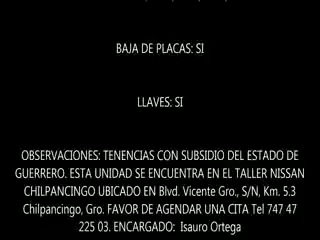 BAJA DE PLACAS: SI
LLAVES: SI
OBSERVACIONES: TENENCIAS CON SUBSIDIO DEL ESTADO DE
GUERRERO. ESTA UNIDAD SE ENCUENTRA EN EL TALLER NISSAN
CHILPANCINGO UBICADO EN Blvd. Vicente Gro., S/N, Km. 5.3
Chilpancingo, Gro. FAVOR DE AGENDAR UNA CITA Tel 747 47
225 03. ENCARGADO: Isauro Ortega